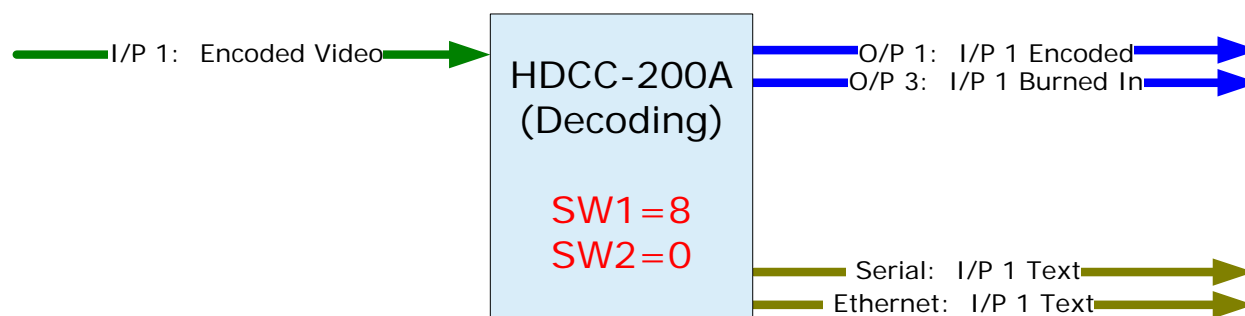 I/P 1: Encoded Video
HDCC-200A
(Decoding)
SW1=8
SW2=0
O/P 1: I/P 1 Encoded
O/P 3: I/P 1 Burned In
Serial: I/P 1 Text
Ethernet: I/P 1 Text